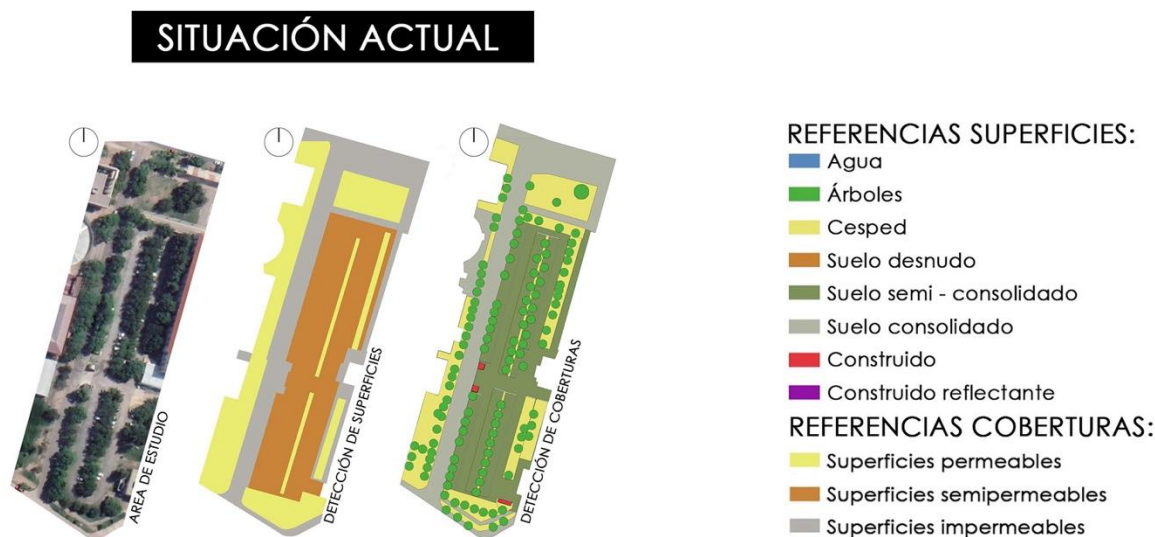 SITUACIÓN ACTUAL
AREA DE ESTUDIO
DETECCIÓN DE SUPERFICIES
DETECCIÓN DE COBERTURAS
REFERENCIAS SUPERFICIES:
Agua
Árboles
Cesped
Suelo desnudo
Suelo semi - consolidado
Suelo consolidado
Construido
Construido reflectante
REFERENCIAS COBERTURAS:
Superficies permeables
Superficies semipermeables
Superficies impermeables